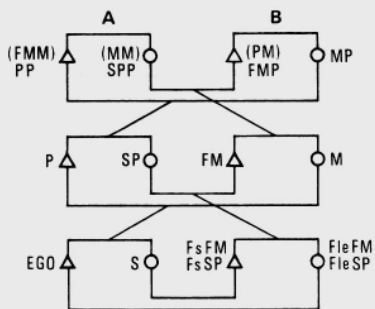 A B
(FMM) (MM) (PM)
PP SPP FMP MP
P SP FM M
EGO S FsFM FleFM
FsSP FleSP